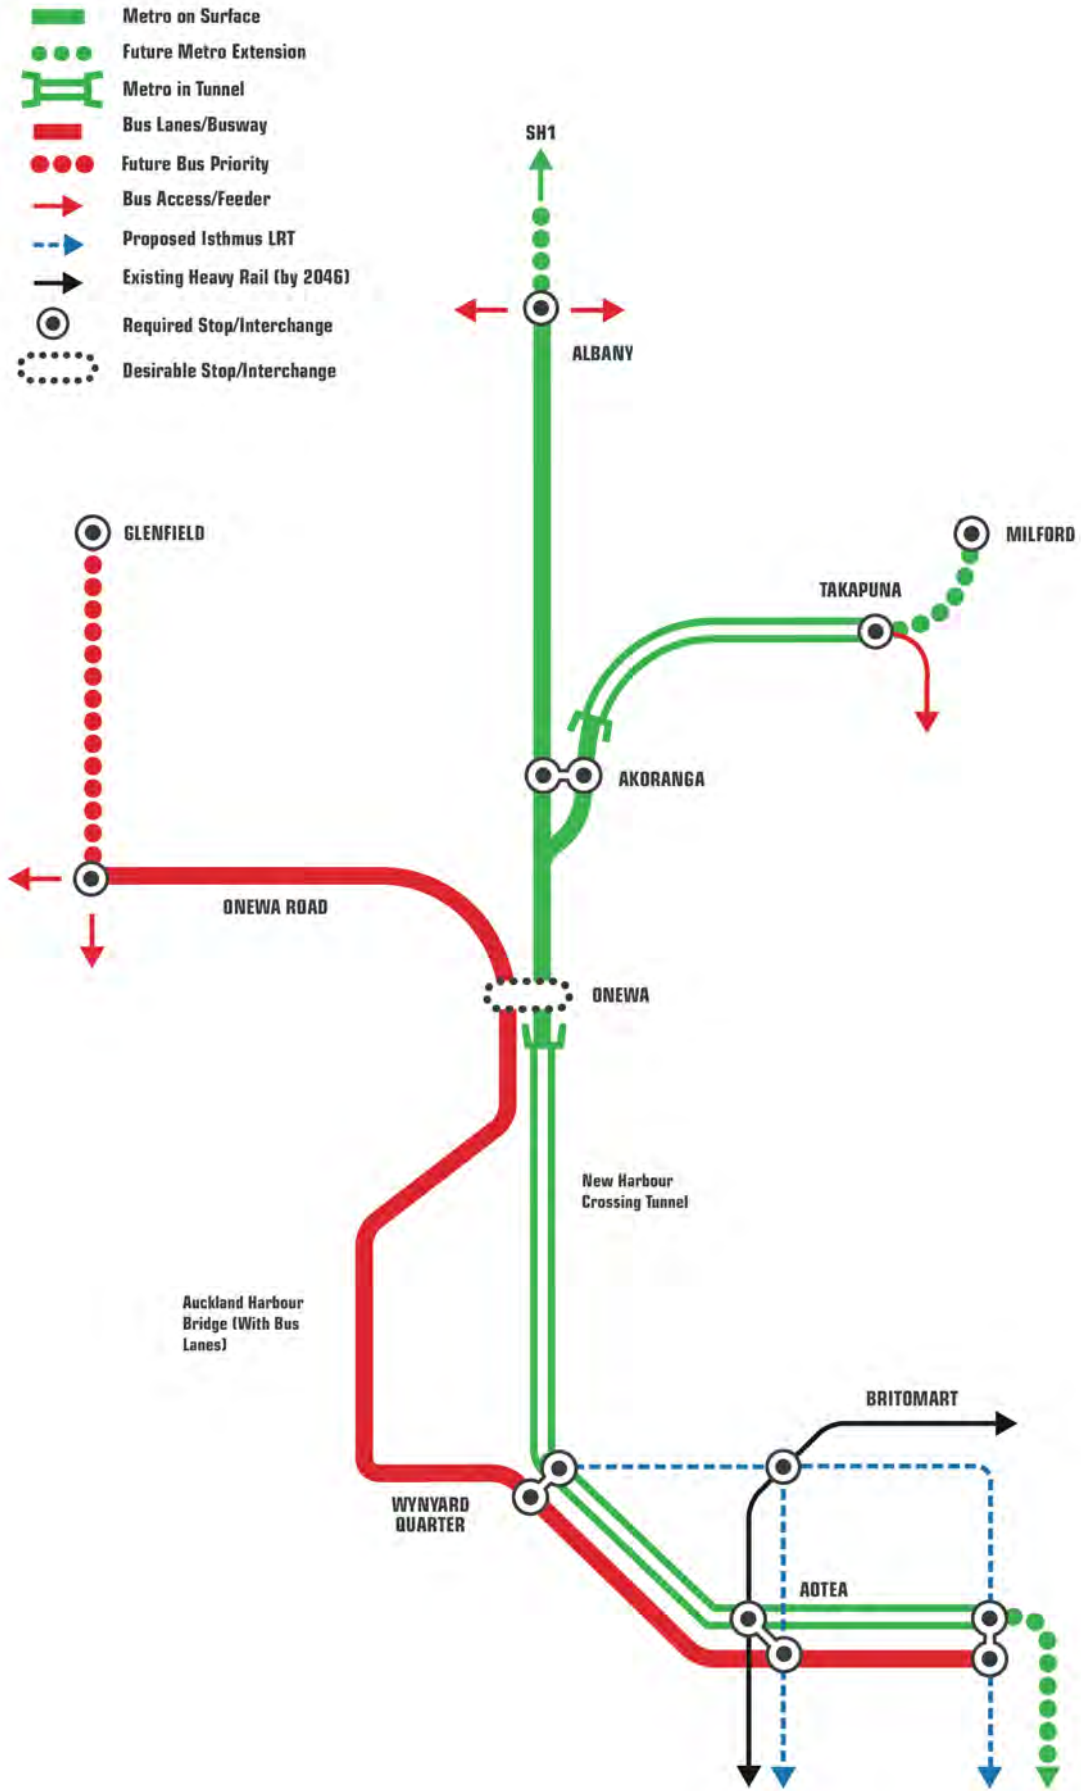 Metro on Surface
Future Metro Extension
Metro in Tunnel
Bus Lanes/Busway
Future Bus Priority
Bus Access/Feeder
Proposed Isthmus LRT
Existing Heavy Rail (by 2046)
Required Stop/Interchange
Desirable Stop/Interchange
SH1
ALBANY
GLENFIELD
MILFORD
TAKAPUNA
AKORANGA
ONEWA ROAD
ONEWA
New Harbour
Crossing Tunnel
Auckland Harbour
Bridge (With Bus
Lanes)
BRITOMART
WYNYARD
QUARTER
AOTEA